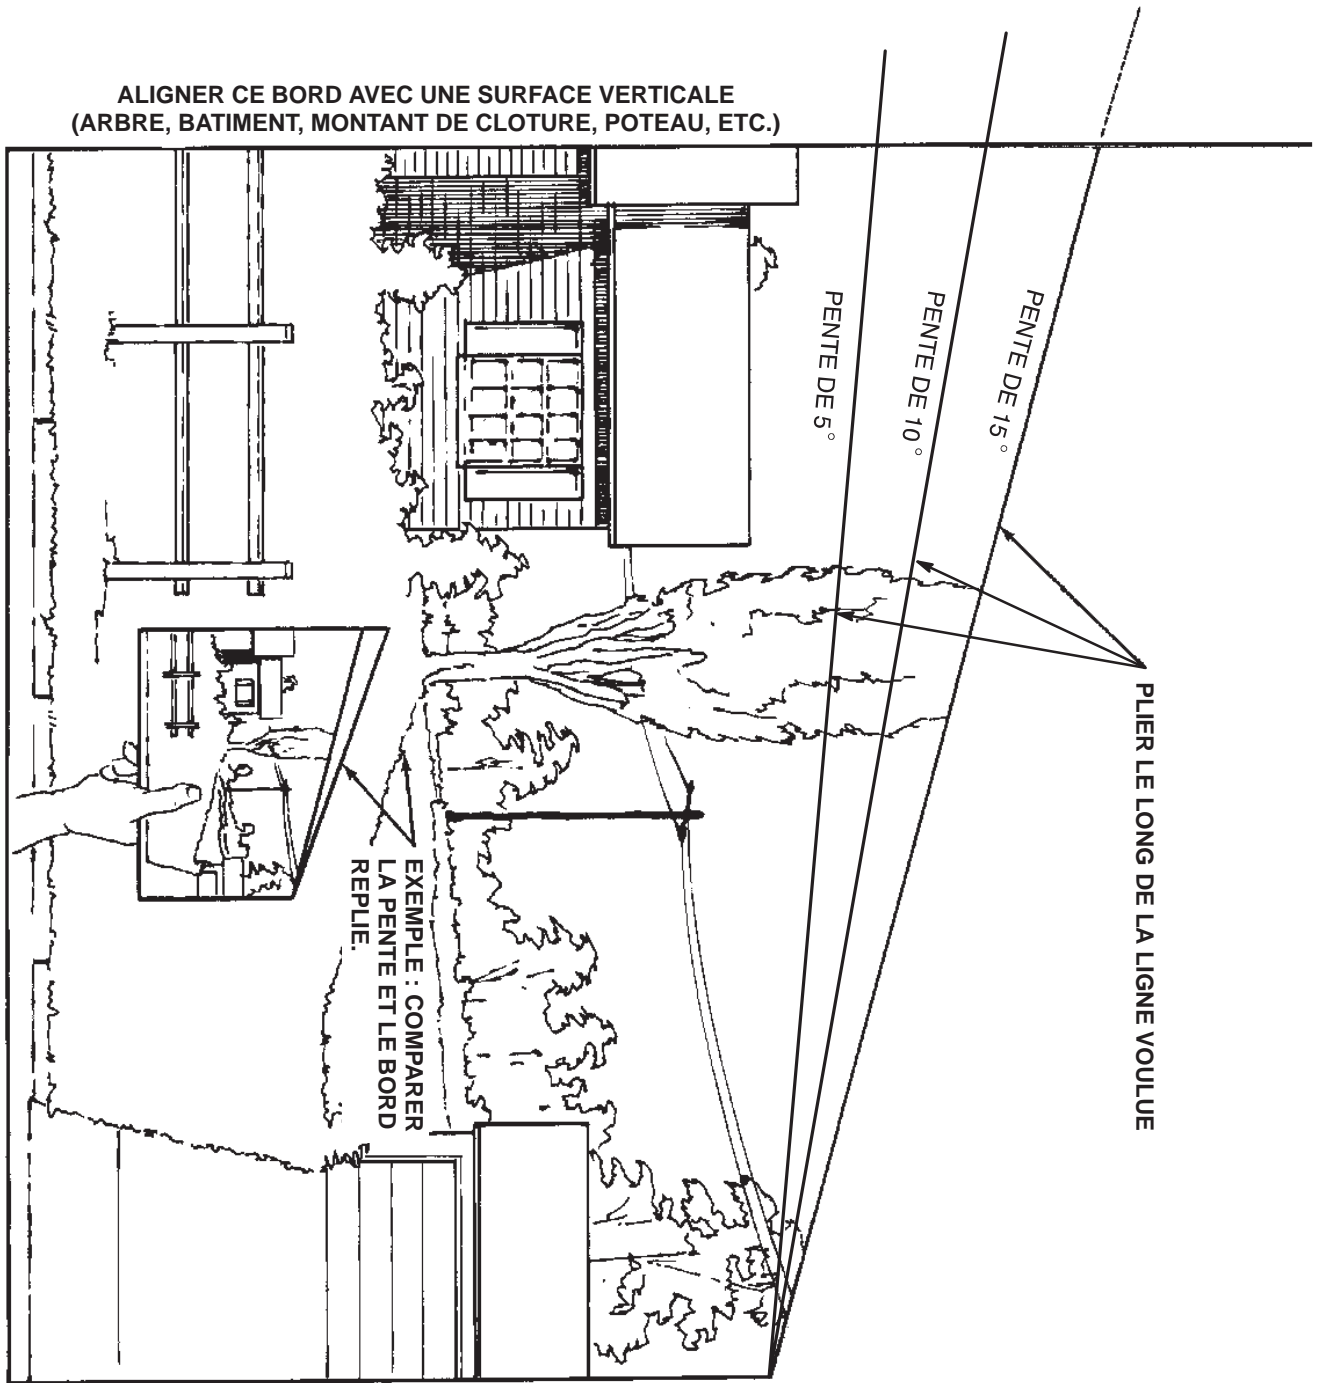 ALIGNER CE BORD AVEC UNE SURFACE VERTICALE
(ARBRE, BATIMENT, MONTANT DE CLOTURE, POTEAU, ETC.)
PENTE DE 15°
PENTE DE 10°
PENTE DE 5°
PLIER LE LONG DE LA LIGNE VOULUE
EXEMPLE : COMPARER
LA PENTE ET LE BORD
REPLIE.